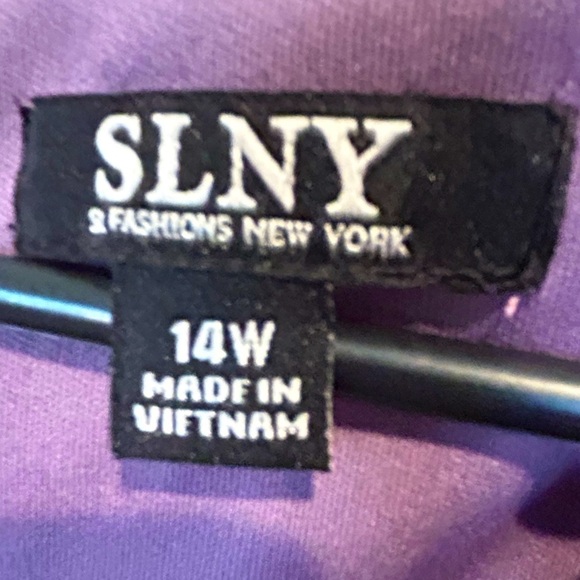 SLNY
& FASHIONS NEW YORK
14W
MADE IN
VIETNAM